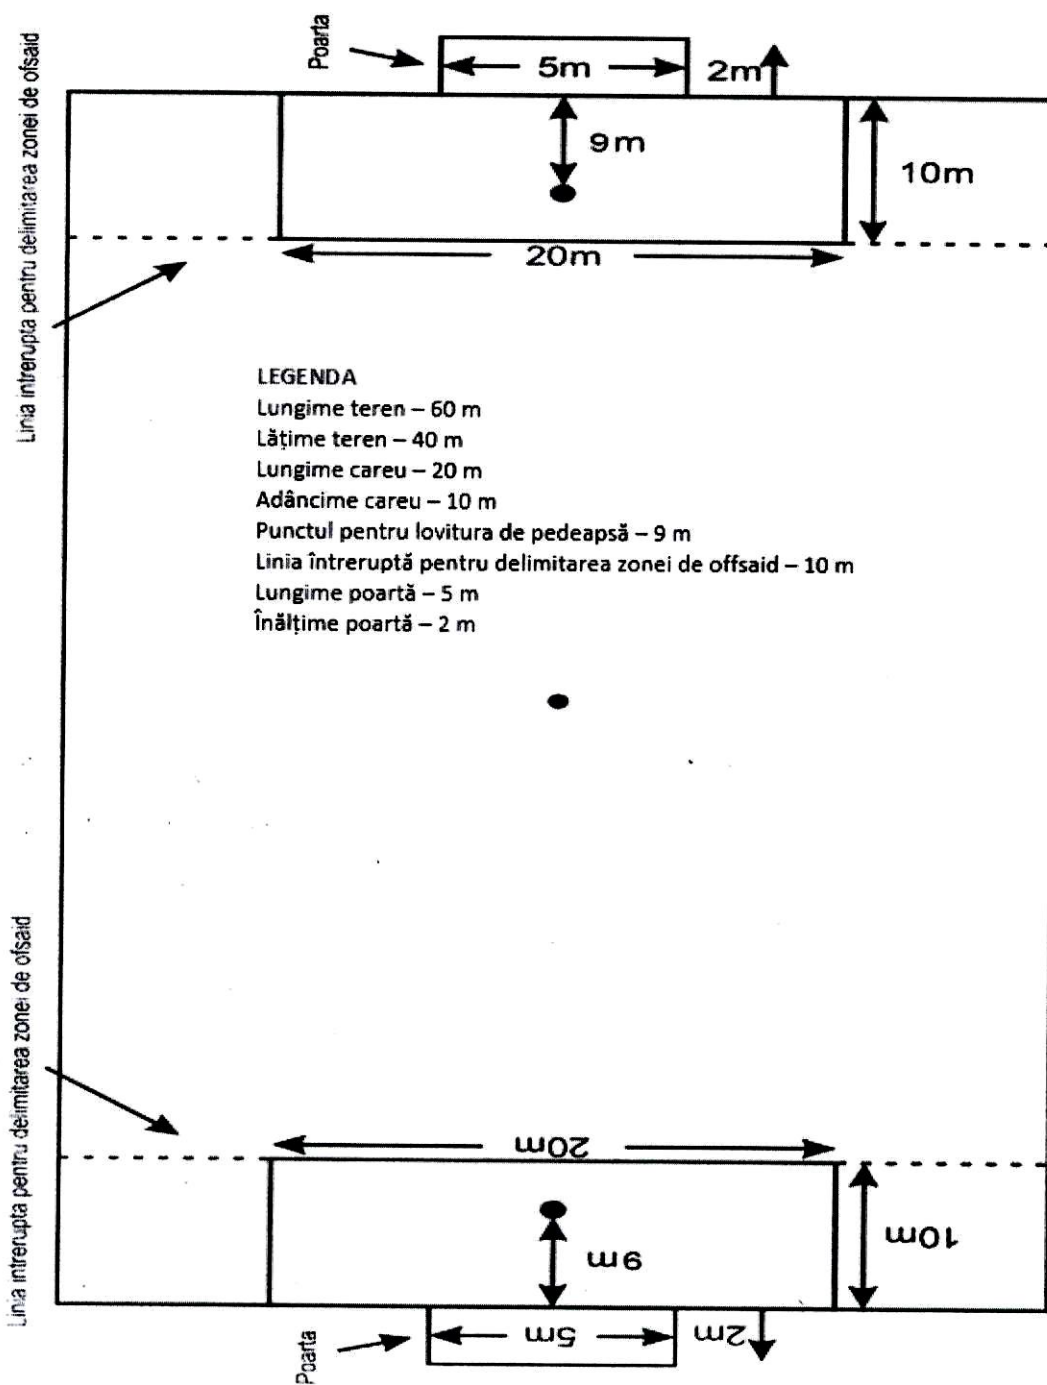 Poarta
5m
2m
9m
10m
20m
Linia intrerupta pentru delimitarea zonei de ofsaid
LEGENDA
Lungime teren – 60 m
Lățime teren – 40 m
Lungime careu – 20 m
Adâncime careu – 10 m
Punctul pentru lovitura de pedeapsă – 9 m
Linia întreruptă pentru delimitarea zonei de offsaid – 10 m
Lungime poartă – 5 m
Înălțime poartă – 2 m
Linia intrerupta pentru delimitarea zonei de ofsaid
20m
10m
9m
5m
2m
Poarta